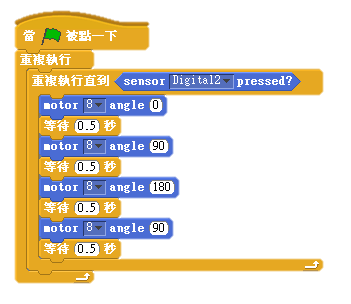 當 被點一下
重複執行
重複執行直到 sensor Digital2 pressed?
motor 8 angle 0
等待 0.5 秒
motor 8 angle 90
等待 0.5 秒
motor 8 angle 180
等待 0.5 秒
motor 8 angle 90
等待 0.5 秒